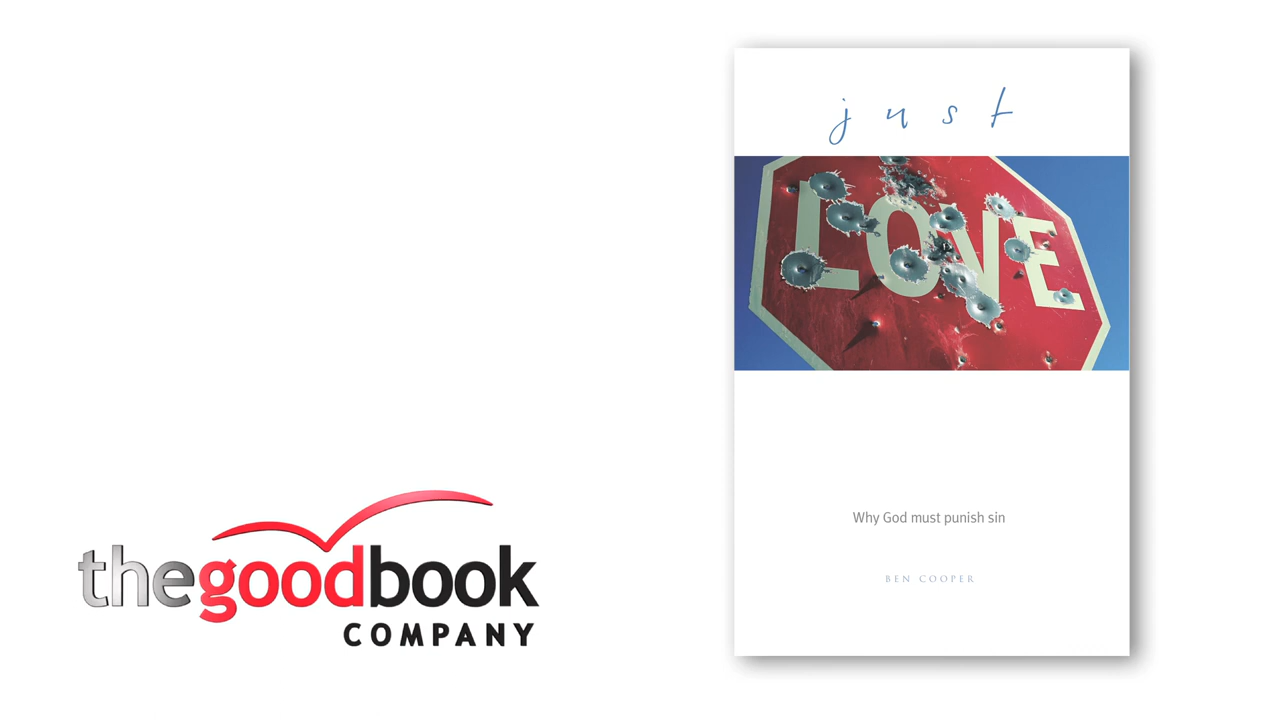 thegoodbook
COMPANY
just
LOVE
Why God must punish sin
BEN COOPER